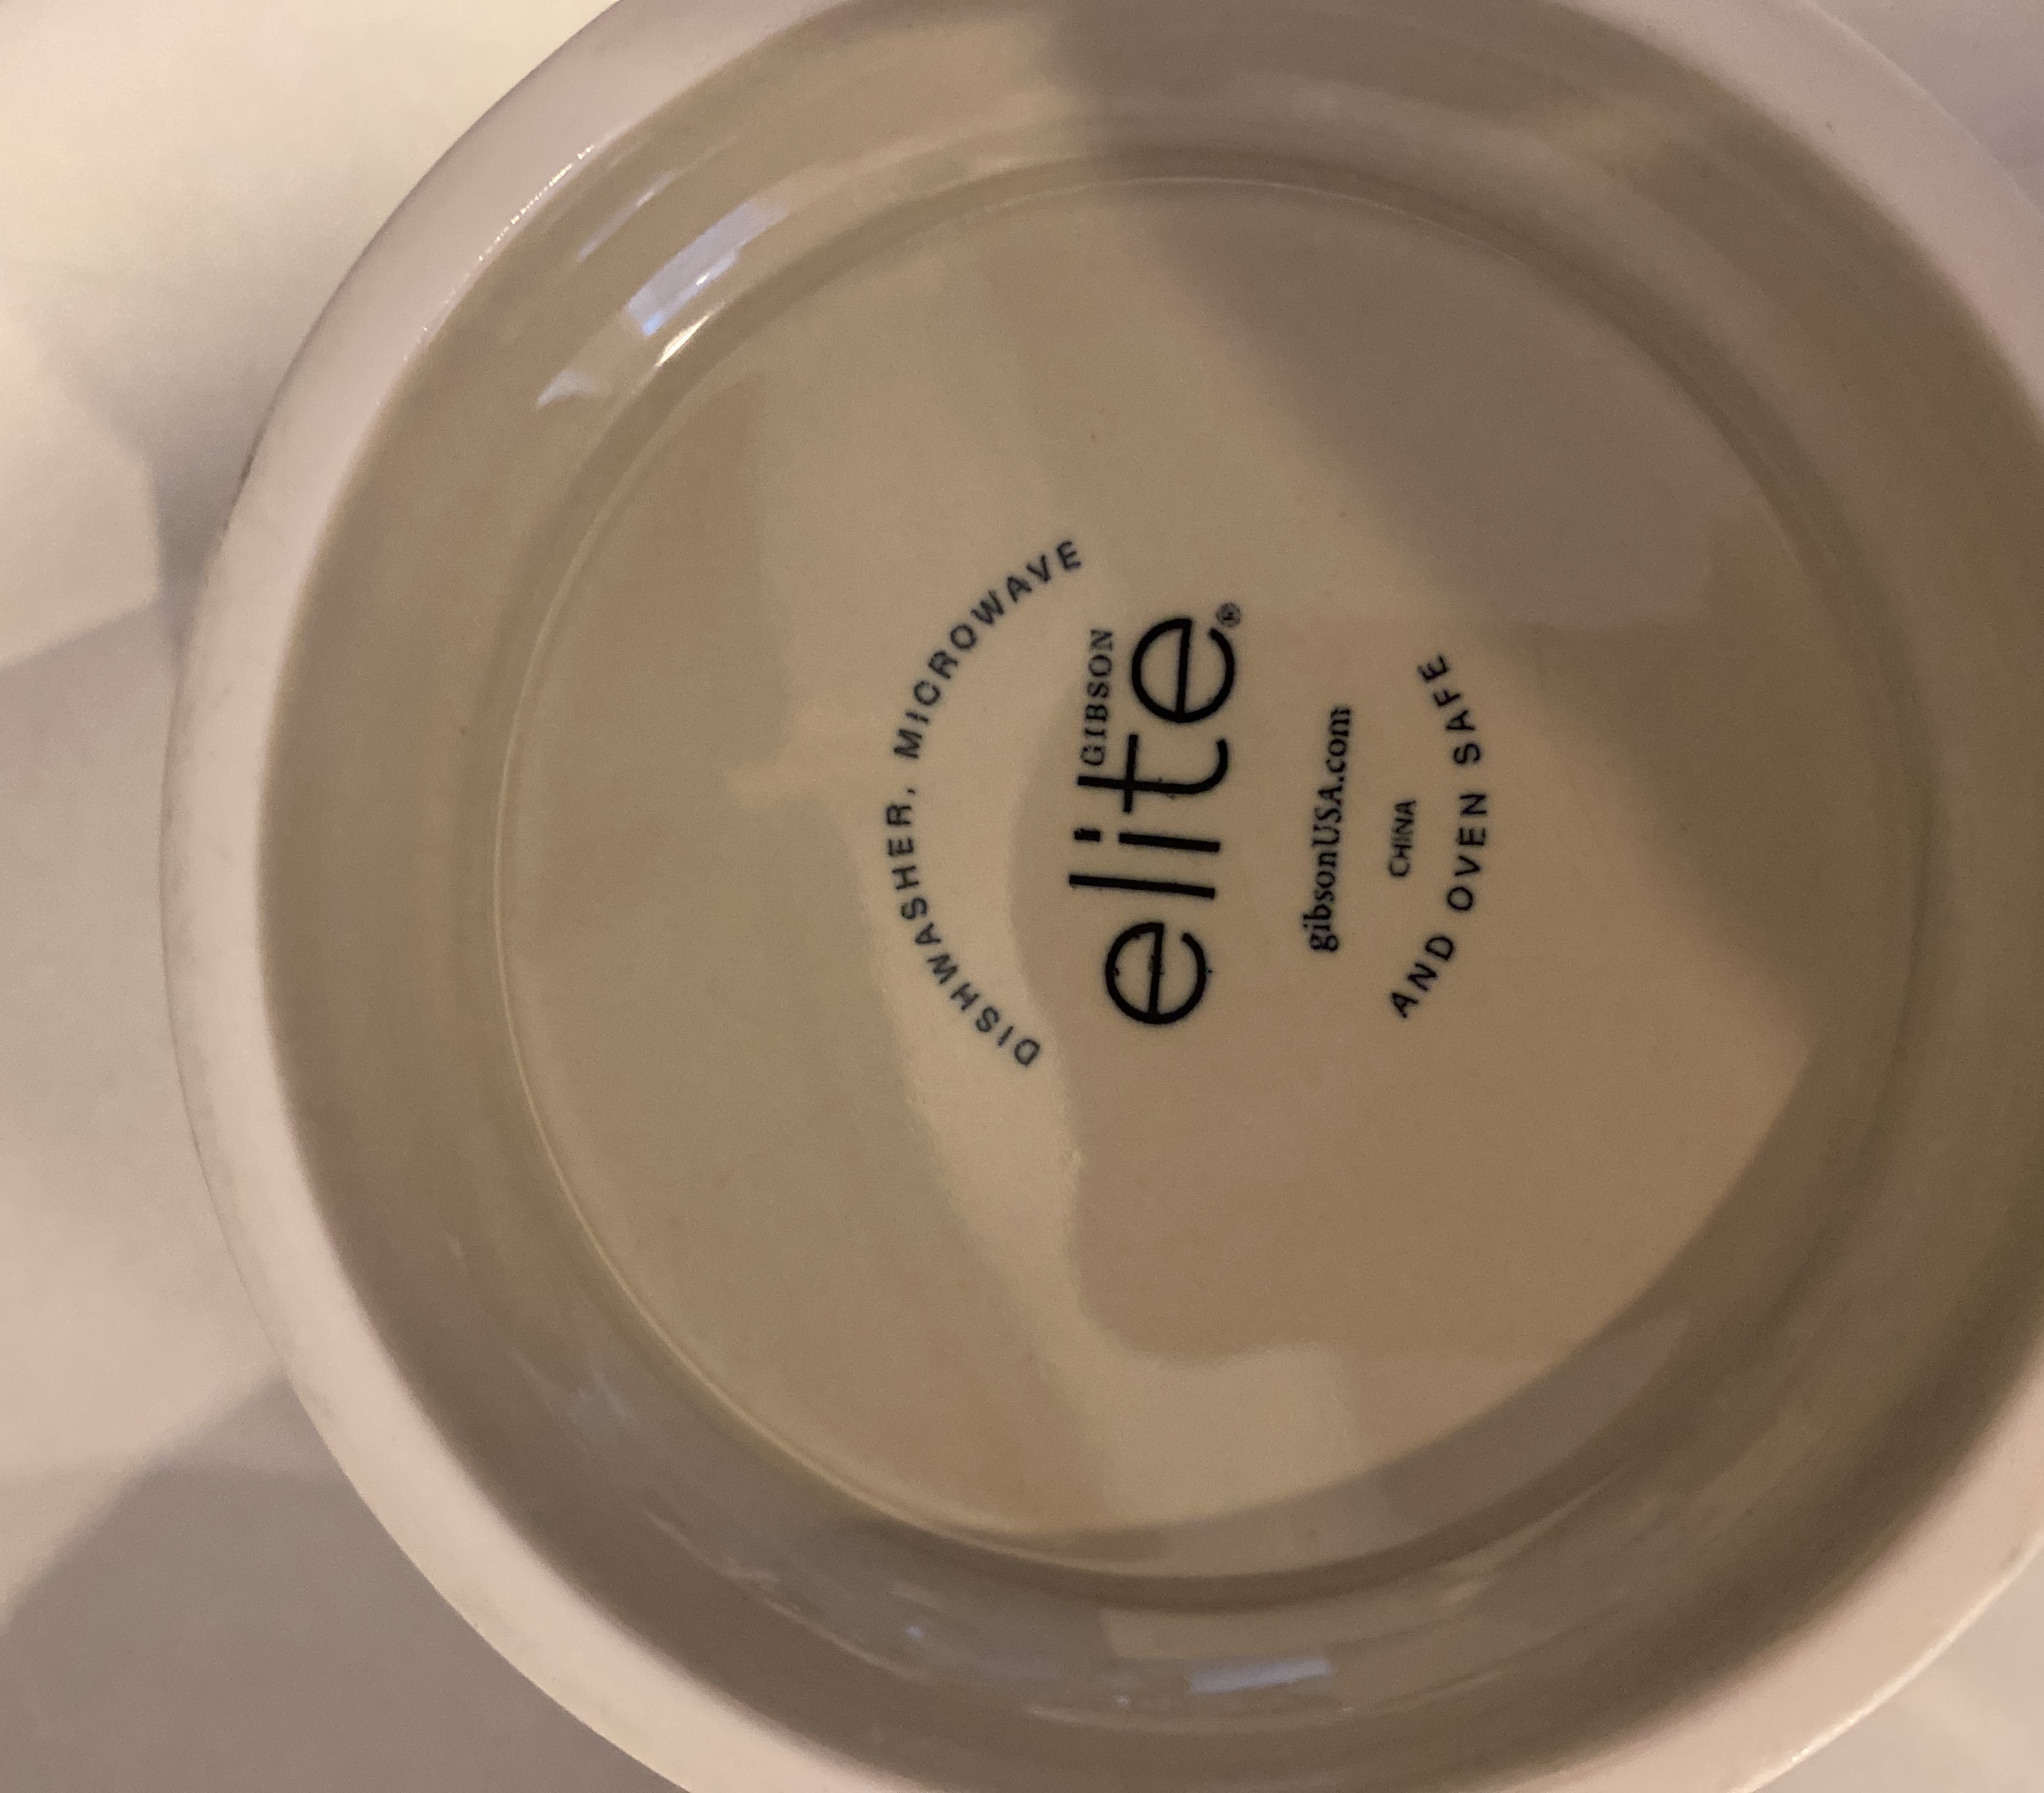 DISHWASHER, MICROWAVE
GIBSON
elite®
gibsonUSA.com
CHINA
AND OVEN SAFE